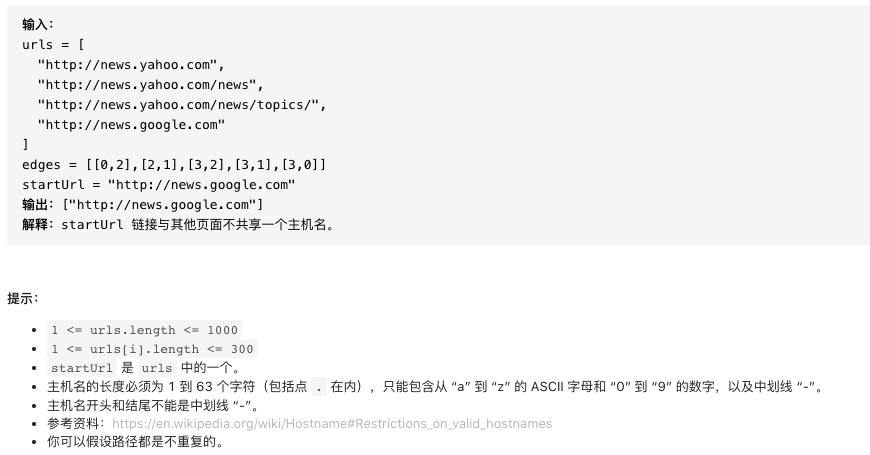 输入：
urls = [
"http://news.yahoo.com",
"http://news.yahoo.com/news",
"http://news.yahoo.com/news/topics/",
"http://news.google.com"
]
edges = [[0,2],[2,1],[3,2],[3,1],[3,0]]
startUrl = "http://news.google.com"
输出：["http://news.google.com"]
解释：startUrl 链接与其他页面不共享一个主机名。
提示：
• 1 <= urls.length <= 1000
• 1 <= urls[i].length <= 300
• startUrl 是 urls 中的一个。
• 主机名的长度必须为 1 到 63 个字符（包括点 . 在内），只能包含从 “a” 到 “z” 的 ASCII 字母和 “0” 到 “9” 的数字，以及中划线 “-”。
• 主机名开头和结尾不能是中划线 “-”。
• 参考资料：https://en.wikipedia.org/wiki/Hostname#Restrictions_on_valid_hostnames
• 你可以假设路径都是不重复的。